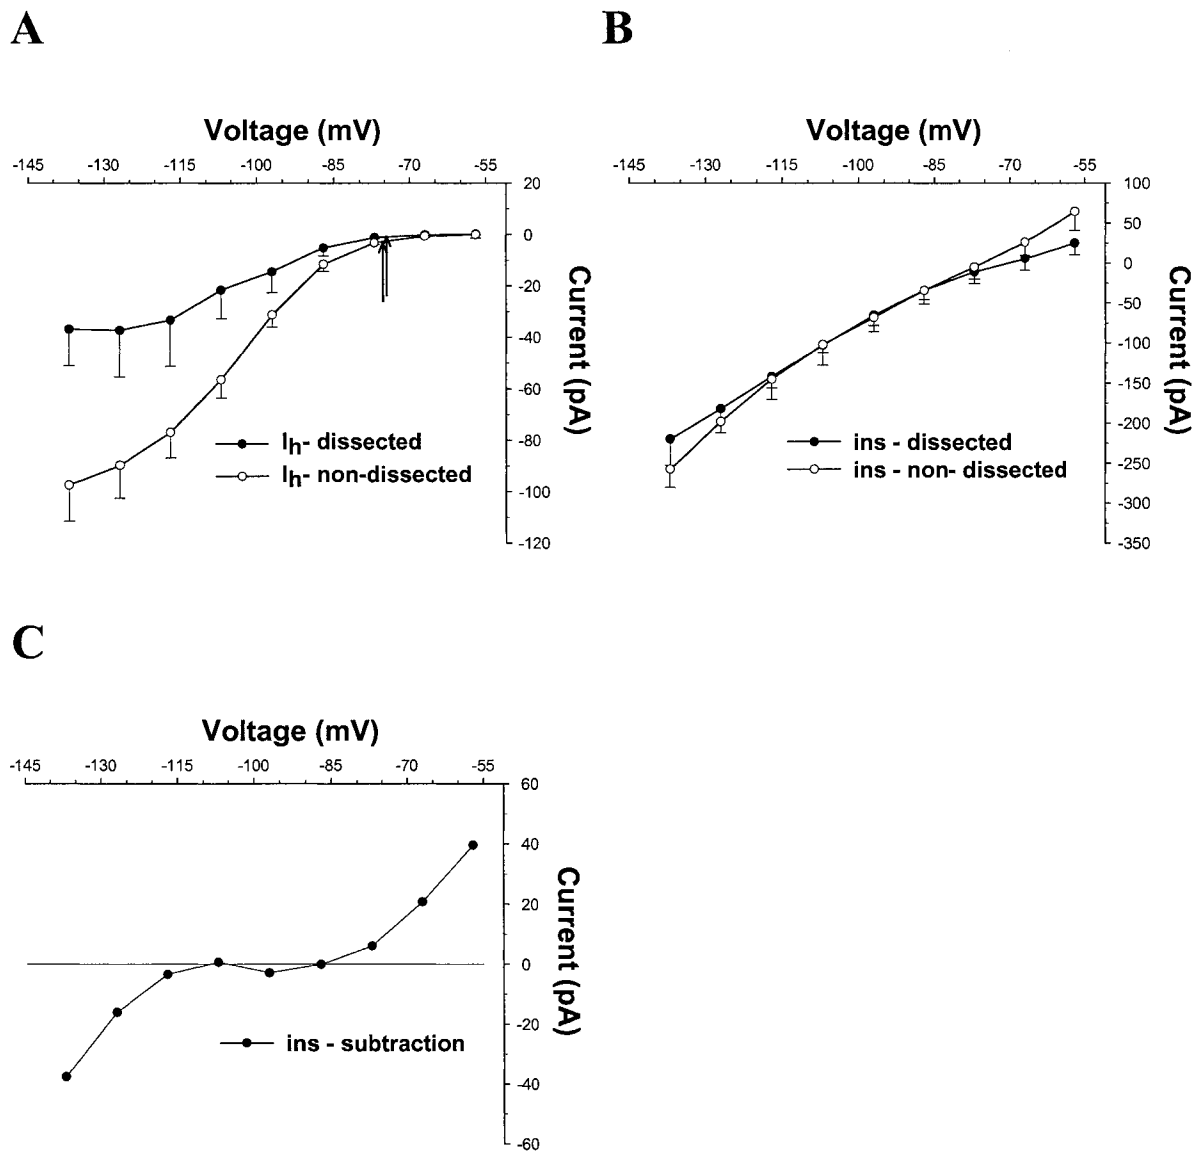 A
Voltage (mV)
-145 -130 -115 -100 -85 -70 -55
20
0
-20
-40
-60
-80
-100
-120
Current (pA)
Ih- dissected
Ih- non-dissected
B
Voltage (mV)
-145 -130 -115 -100 -85 -70 -55
100
50
0
-50
-100
-150
-200
-250
-300
-350
Current (pA)
ins - dissected
ins - non- dissected
C
Voltage (mV)
-145 -130 -115 -100 -85 -70 -55
60
40
20
0
-20
-40
-60
Current (pA)
ins - subtraction